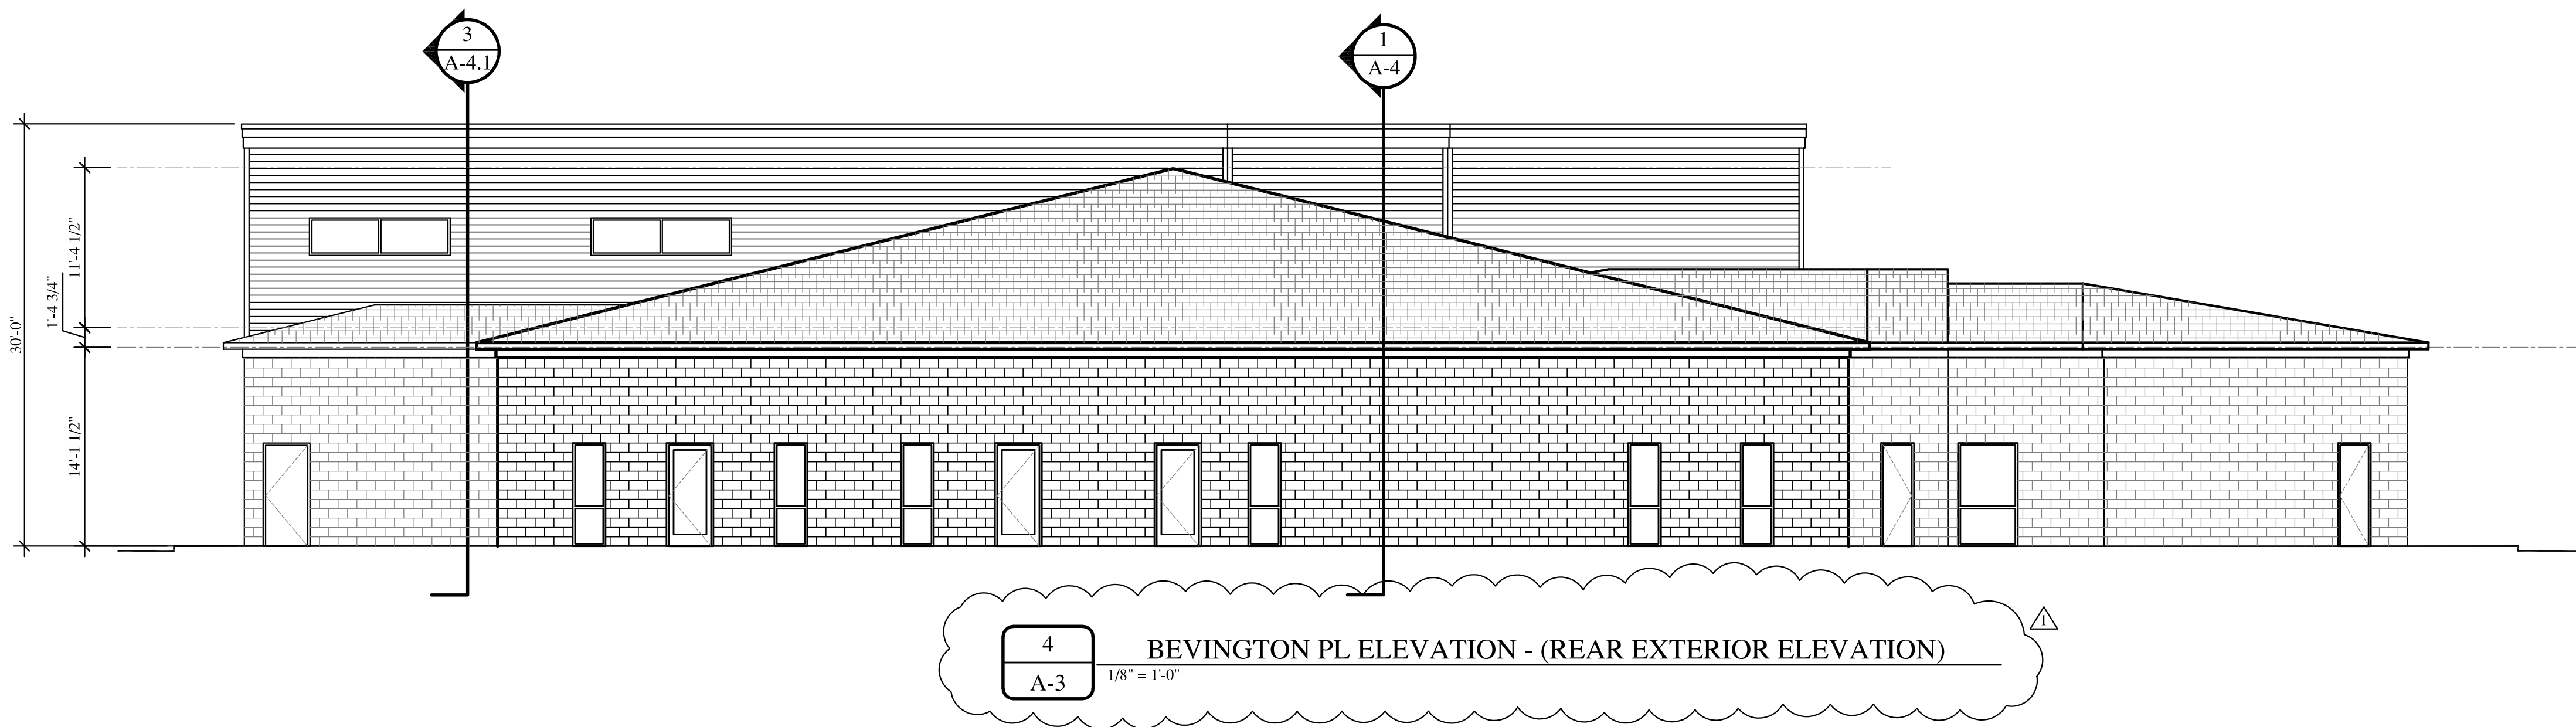 3
A-4.1
1
A-4
30'-0"
1'-4 3/4"
11'-4 1/2"
14'-1 1/2"
4
A-3
BEVINGTON PL ELEVATION - (REAR EXTERIOR ELEVATION)
1/8" = 1'-0"
1